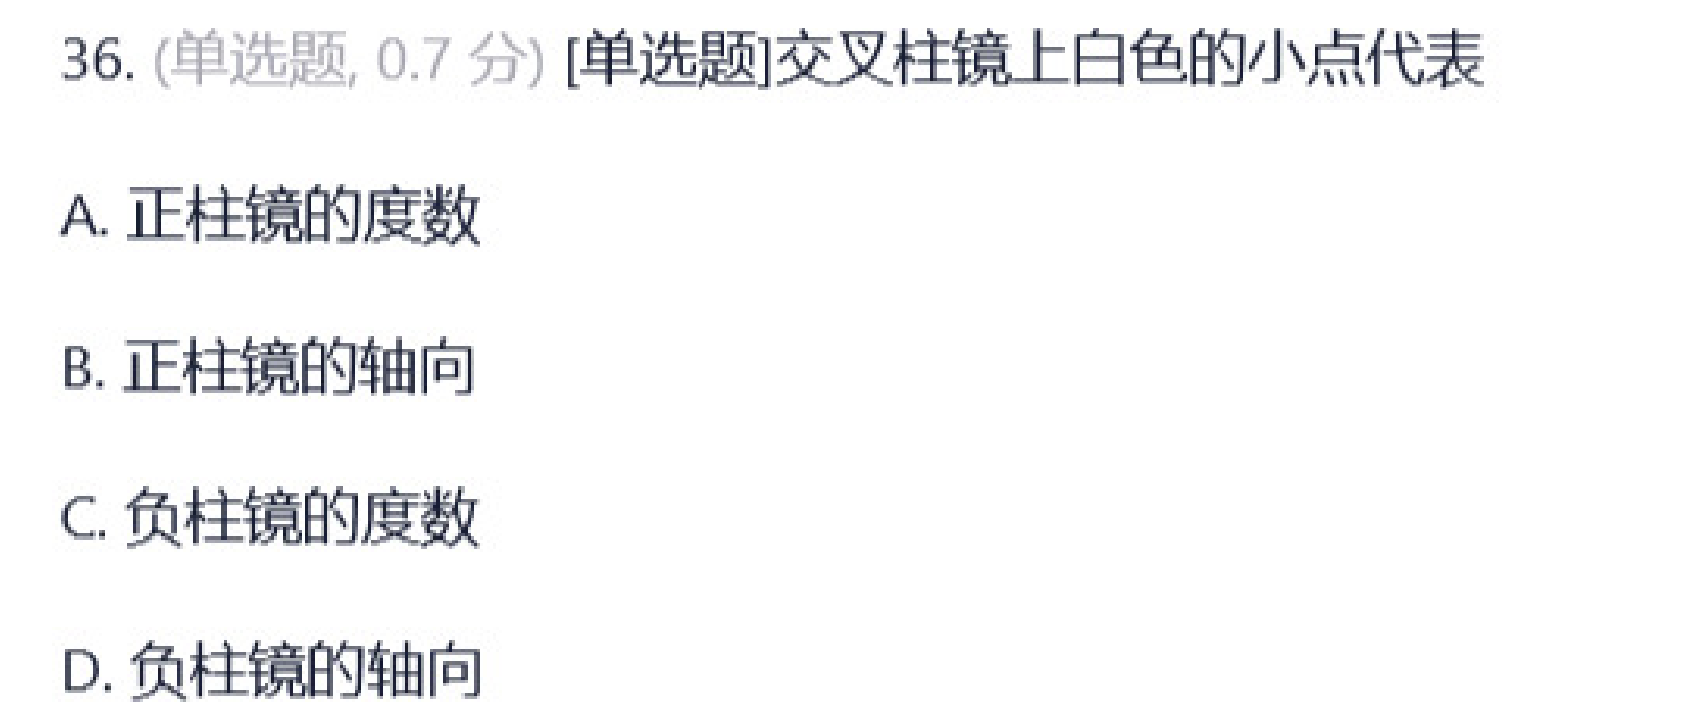 36. (单选题, 0.7 分) [单选题]交叉柱镜上白色的小点代表
A. 正柱镜的度数
B. 正柱镜的轴向
C. 负柱镜的度数
D. 负柱镜的轴向